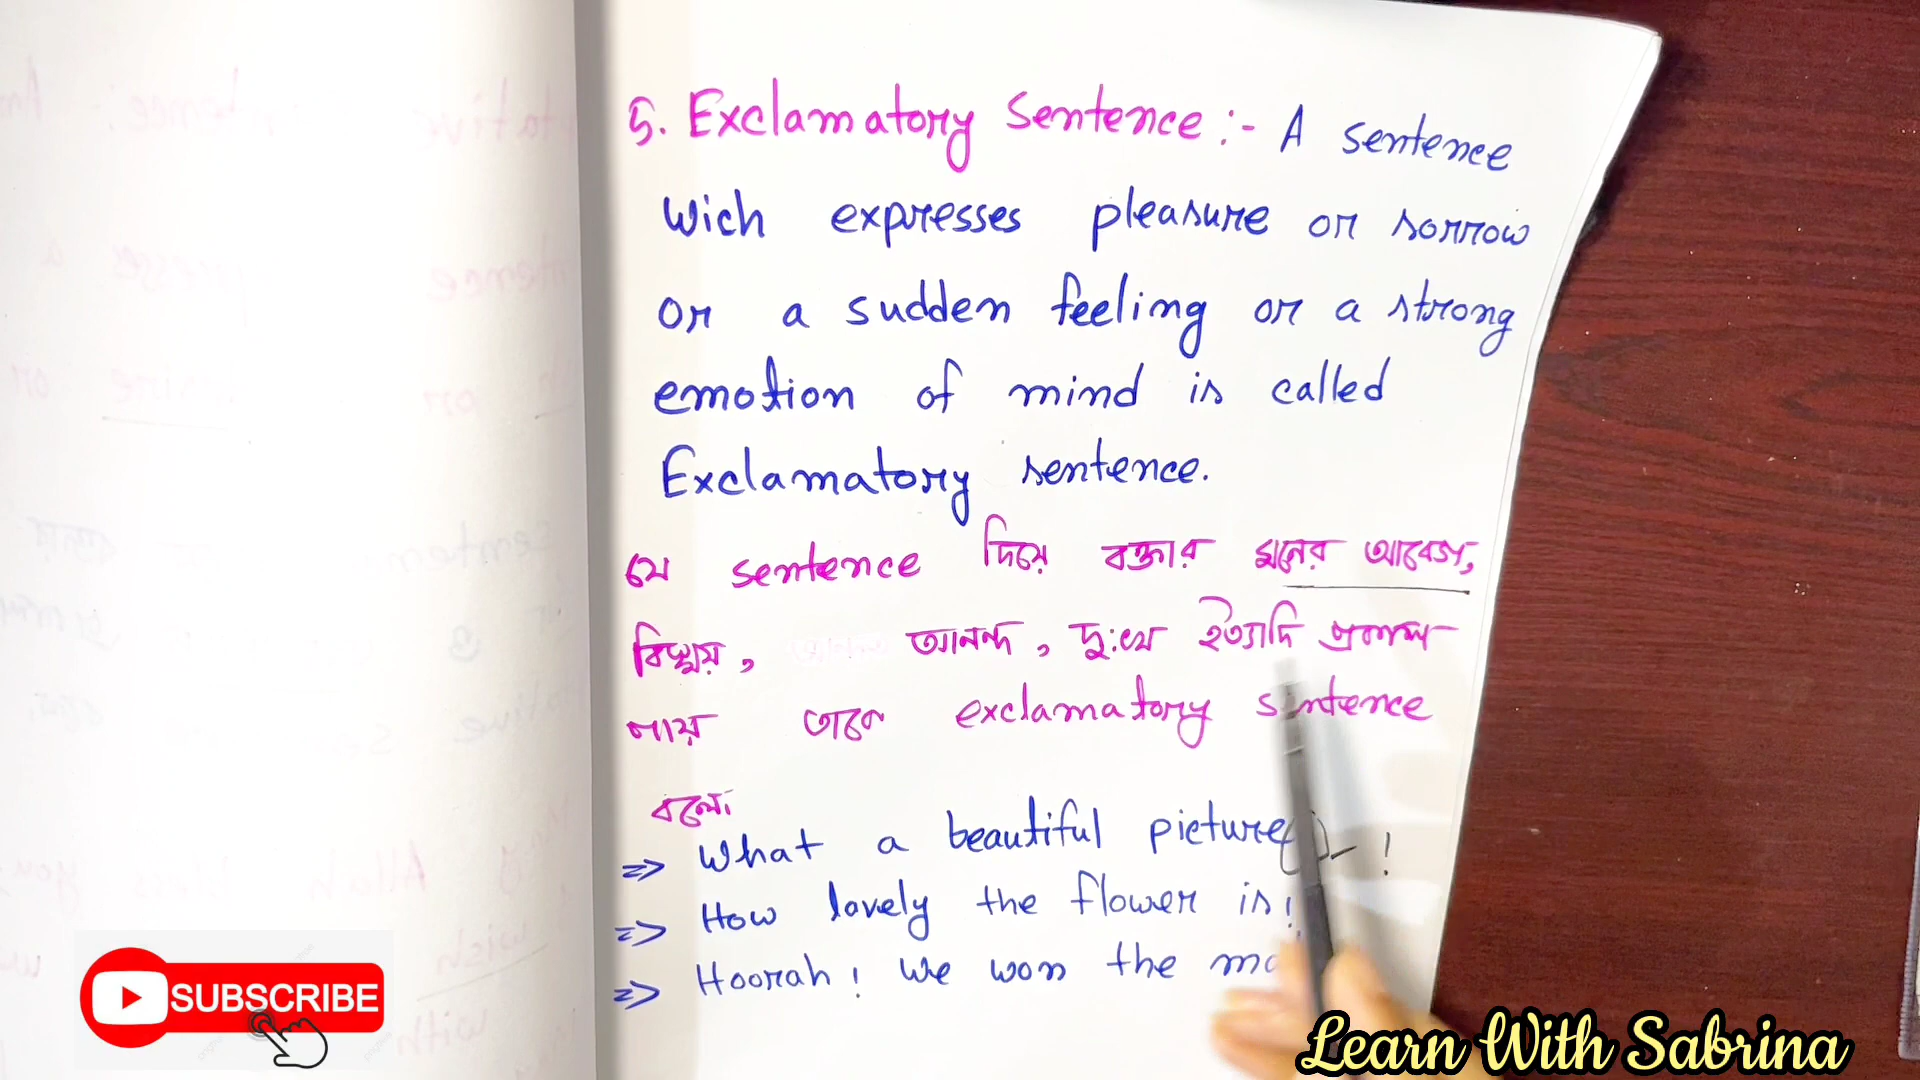 5. Exclamatory Sentence :- A sentence
Wich expresses pleasure or sorrow
or a sudden feeling or a strong
emotion of mind is called
Exclamatory sentence.
যে sentence দিয়ে বক্তার মনের আবেগ,
বিস্ময়, আনন্দ, দু:খ ইত্যাদি প্রকাশ
পায় তাকে exclamatory sentence
বলে।
=> What a beautiful picture !
=> How lovely the flower is!
=> Hoorah! We won the
SUBSCRIBE
Learn With Sabrina